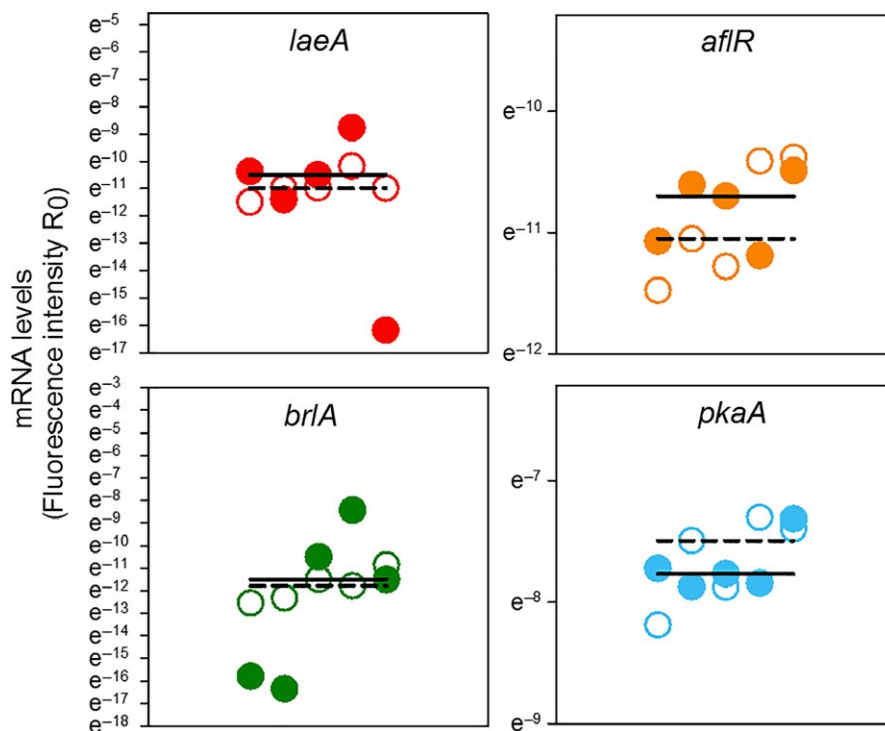 mRNA levels
(Fluorescence intensity R₀)
laeA
e⁻⁵
e⁻⁶
e⁻⁷
e⁻⁸
e⁻⁹
e⁻¹⁰
e⁻¹¹
e⁻¹²
e⁻¹³
e⁻¹⁴
e⁻¹⁵
e⁻¹⁶
e⁻¹⁷
aflR
e⁻¹⁰
e⁻¹¹
e⁻¹²
brlA
e⁻³
e⁻⁴
e⁻⁵
e⁻⁶
e⁻⁷
e⁻⁸
e⁻⁹
e⁻¹⁰
e⁻¹¹
e⁻¹²
e⁻¹³
e⁻¹⁴
e⁻¹⁵
e⁻¹⁶
e⁻¹⁷
e⁻¹⁸
pkaA
e⁻⁷
e⁻⁸
e⁻⁹